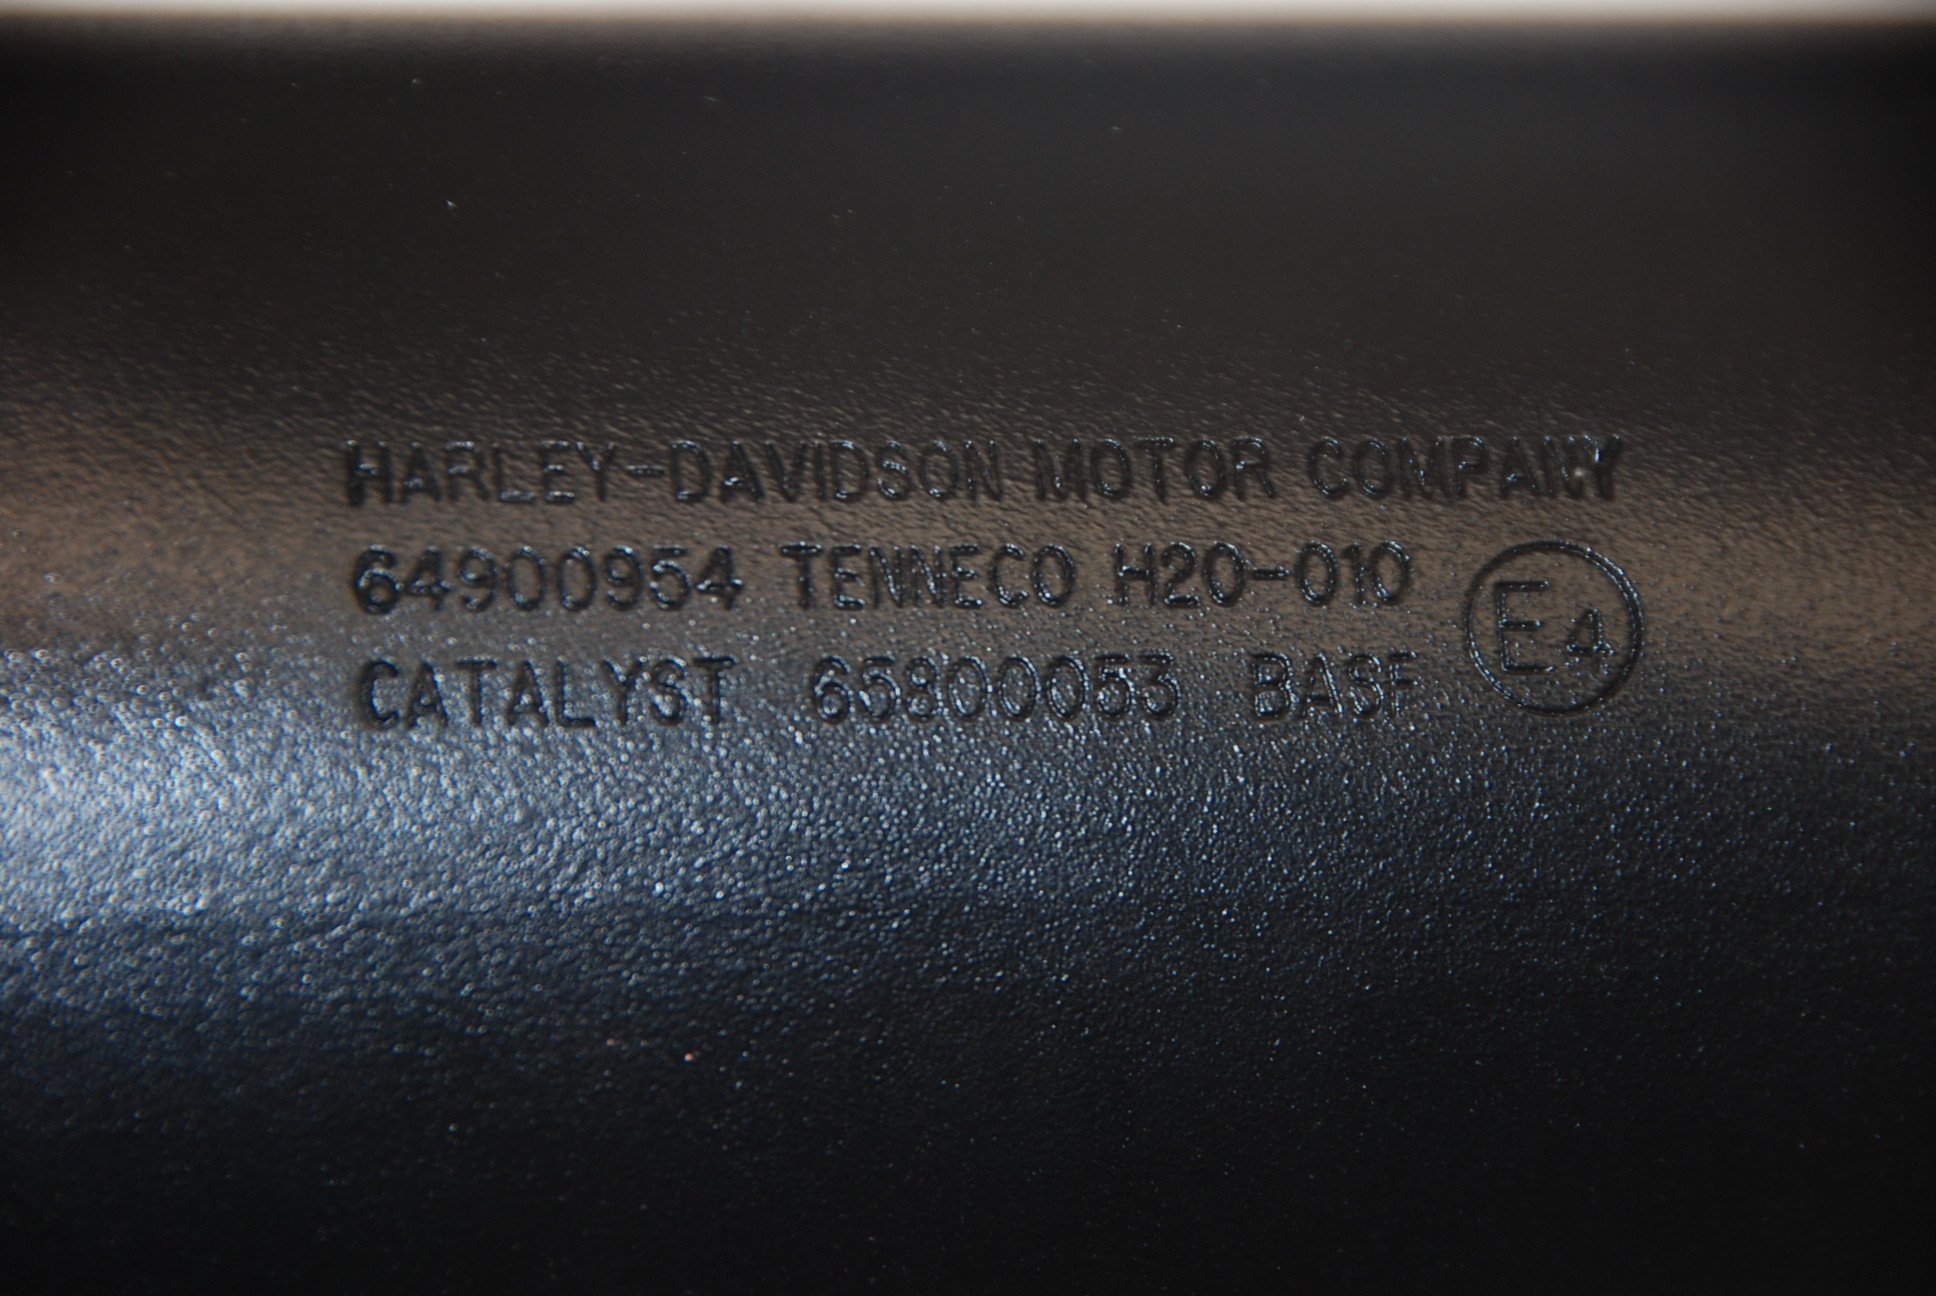 HARLEY-DAVIDSON MOTOR COMPANY
64900954 TENNECO H20-010
CATALYST 65800053 BASF
E4